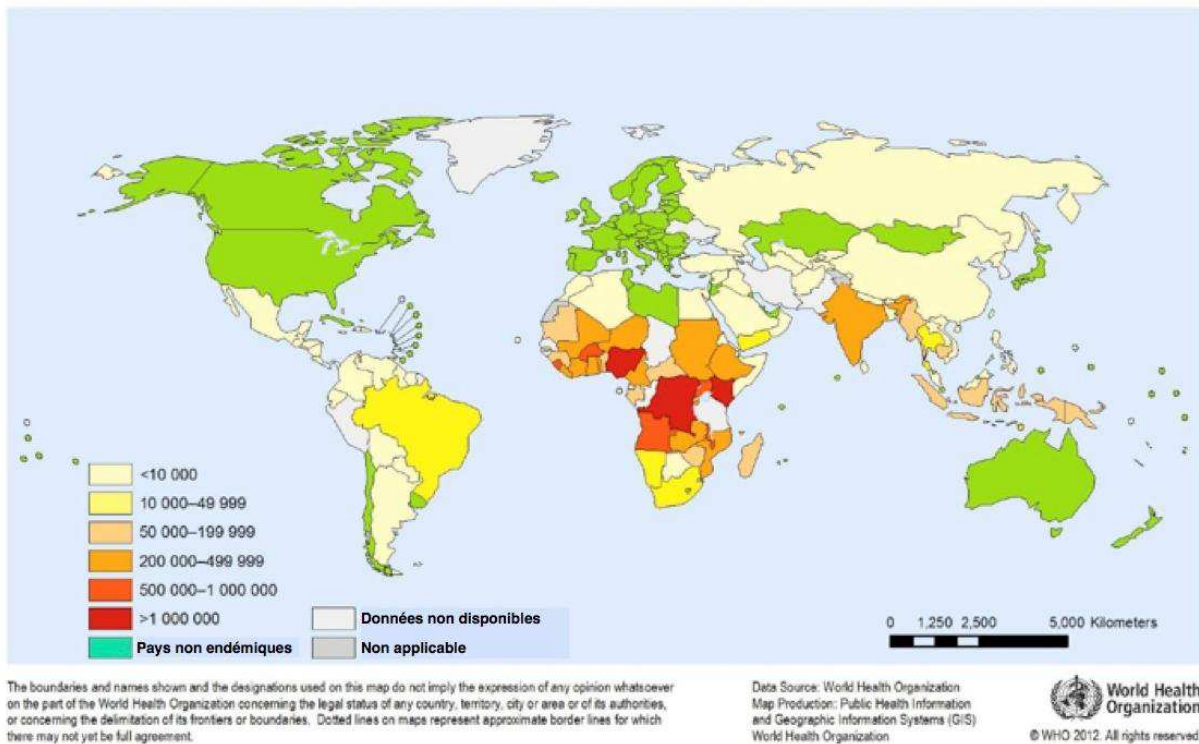 <10 000
10 000–49 999
50 000–199 999
200 000–499 999
500 000–1 000 000
>1 000 000
Pays non endémiques
Données non disponibles
Non applicable
0 1,250 2,500 5,000 Kilometers
The boundaries and names shown and the designations used on this map do not imply the expression of any opinion whatsoever
on the part of the World Health Organization concerning the legal status of any country, territory, city or area or of its authorities,
or concerning the delimitation of its frontiers or boundaries. Dotted lines on maps represent approximate border lines for which
there may not yet be full agreement.
Data Source: World Health Organization
Map Production: Public Health Information
and Geographic Information Systems (GIS)
World Health Organization
World Health
Organization
© WHO 2012. All rights reserved